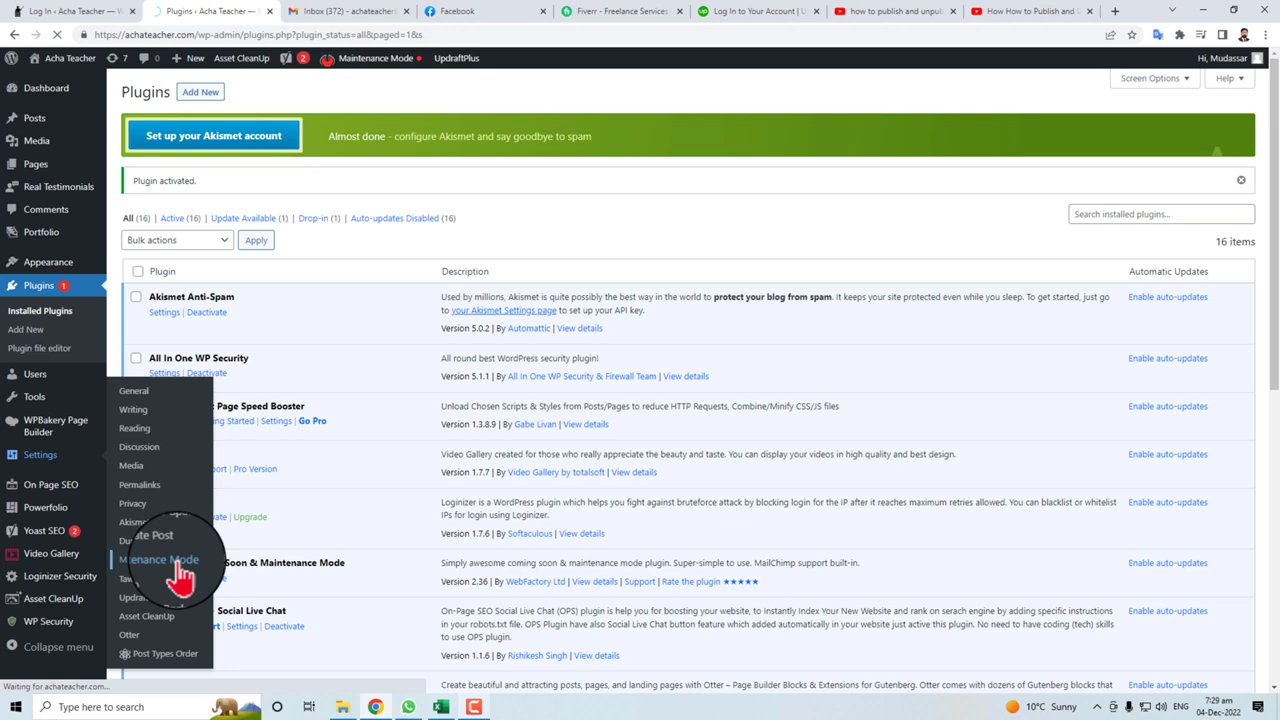 Log In ‹ Acha Teacher —
Plugins ‹ Acha Teacher —
Inbox (372) - achateacher@
Facebook
Fiverr - Freelance Services
Log In to Your Account | U
how to publish and unpub
How How to Publish and U
https://achateacher.com/wp-admin/plugins.php?plugin_status=all&paged=1&s
Acha Teacher
7
0
New
Asset CleanUp
2
Maintenance Mode
UpdraftPlus
Hi, Mudassar
Dashboard
Posts
Media
Pages
Real Testimonials
Comments
Portfolio
Appearance
Plugins 1
Installed Plugins
Add New
Plugin file editor
Users
Tools
WPBakery Page
Builder
Settings
On Page SEO
Powerfolio
Yoast SEO 2
Video Gallery
Loginizer Security
Asset CleanUp
WP Security
Collapse menu
General
Writing
Reading
Discussion
Media
Permalinks
Privacy
Akism
Du te Post
tenance Mode
Updra
Asset CleanUp
Otter
Post Types Order
Plugins
Add New
Screen Options
Help
Set up your Akismet account
Almost done - configure Akismet and say goodbye to spam
Plugin activated.
All (16) | Active (16) | Update Available (1) | Drop-in (1) | Auto-updates Disabled (16)
Search installed plugins...
Bulk actions
Apply
16 items
Plugin
Description
Automatic Updates
Akismet Anti-Spam
Settings | Deactivate
Used by millions, Akismet is quite possibly the best way in the world to protect your blog from spam. It keeps your site protected even while you sleep. To get started, just go
to your Akismet Settings page to set up your API key.
Version 5.0.2 | By Automattic | View details
Enable auto-updates
All In One WP Security
Settings | Deactivate
All round best WordPress security plugin!
Version 5.1.1 | By All In One WP Security & Firewall Team | View details
Enable auto-updates
Page Speed Booster
ng Started | Settings | Go Pro
Unload Chosen Scripts & Styles from Posts/Pages to reduce HTTP Requests, Combine/Minify CSS/JS files
Version 1.3.8.9 | By Gabe Livan | View details
Enable auto-updates
port | Pro Version
Video Gallery created for those who really appreciate the beauty and taste. You can display your videos in high quality and best design.
Version 1.7.7 | By Video Gallery by totalsoft | View details
Enable auto-updates
ate | Upgrade
Loginizer is a WordPress plugin which helps you fight against bruteforce attack by blocking login for the IP after it reaches maximum retries allowed. You can blacklist or whitelist
IPs for login using Loginizer.
Version 1.7.6 | By Softaculous | View details
Enable auto-updates
Soon & Maintenance Mode
Simply awesome coming soon & maintenance mode plugin. Super-simple to use. MailChimp support built-in.
Version 2.36 | By WebFactory Ltd | View details | Support | Rate the plugin ★★★★★
Enable auto-updates
Social Live Chat
rt | Settings | Deactivate
On-Page SEO Social Live Chat (OPS) plugin is help you for boosting your website, to Instantly Index Your New Website and rank on serach engine by adding targeting specific instructions
in your robots.txt file. OPS Plugin have also Social Live Chat button feature which added automatically in your website just active this plugin. No need to have coding (tech) skills
to use OPS plugin.
Version 1.1.6 | By Rishikesh Singh | View details
Enable auto-updates
Create beautiful and attracting posts, pages, and landing pages with Otter – Page Builder Blocks & Extensions for Gutenberg. Otter comes with dozens of Gutenberg blocks that
Enable auto-updates
Waiting for achateacher.com...
Type here to search
10°C Sunny
7:29 am
04-Dec-2022